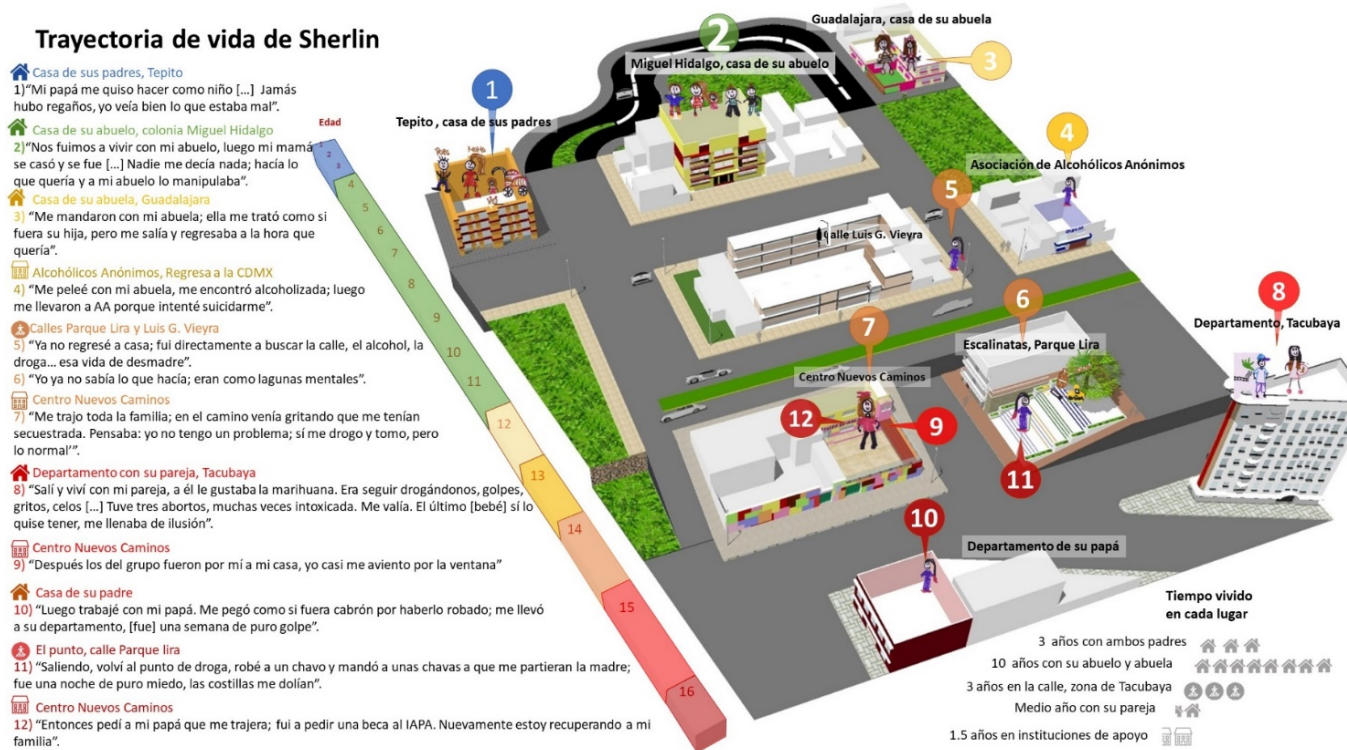 Trayectoria de vida de Sherlin
Casa de sus padres, Tepito
1)“Mi papá me quiso hacer como niño [...] Jamás
hubo regaños, yo veía bien lo que estaba mal”.
Casa de su abuelo, colonia Miguel Hidalgo
2)“Nos fuimos a vivir con mi abuelo, luego mi mamá
se casó y se fue [...] Nadie me decía nada; hacía lo
que quería y a mi abuelo lo manipulaba”.
Casa de su abuela, Guadalajara
3) “Me mandaron con mi abuela; ella me trató como si
fuera su hija, pero me salía y regresaba a la hora que
quería”.
Alcohólicos Anónimos, Regresa a la CDMX
4) “Me peleé con mi abuela, me encontró alcoholizada; luego
me llevaron a AA porque intenté suicidarme”.
Calles Parque Lira y Luis G. Vieyra
5) “Ya no regresé a casa; fui directamente a buscar la calle, el alcohol, la
droga... esa vida de desmadre”.
6) “Yo ya no sabía lo que hacía; eran como lagunas mentales”.
Centro Nuevos Caminos
7) “Me trajo toda la familia; en el camino venía gritando que me tenían
secuestrada. Pensaba: yo no tengo un problema; sí me drogo y tomo, pero
lo normal’”.
Departamento con su pareja, Tacubaya
8) “Salí y viví con mi pareja, a él le gustaba la marihuana. Era seguir drogándonos, golpes,
gritos, celos [...] Tuve tres abortos, muchas veces intoxicada. Me valía. El último [bebé] sí lo
quise tener, me llenaba de ilusión”.
Centro Nuevos Caminos
9) “Después los del grupo fueron por mí a mi casa, yo casi me aviento por la ventana”
Casa de su padre
10) “Luego trabajé con mi papá. Me pegó como si fuera cabrón por haberlo robado; me llevó
a su departamento, [fue] una semana de puro golpe”.
El punto, calle Parque lira
11) “Saliendo, volví al punto de droga, robé a un chavo y mandó a unas chavas a que me partieran la madre;
fue una noche de puro miedo, las costillas me dolían”.
Centro Nuevos Caminos
12) “Entonces pedí a mi papá que me trajera; fui a pedir una beca al IAPA. Nuevamente estoy recuperando a mi
familia”.
Edad
1
2
3
4
5
6
7
8
9
10
11
12
13
14
15
16
1
Tepito , casa de sus padres
2
Miguel Hidalgo, casa de su abuelo
Guadalajara, casa de su abuela
3
4
Asociación de Alcohólicos Anónimos
5
Calle Luis G. Vieyra
6
Escalinatas, Parque Lira
7
Centro Nuevos Caminos
8
Departamento, Tacubaya
12
9
11
10
Departamento de su papá
Tiempo vivido
en cada lugar
3 años con ambos padres
10 años con su abuelo y abuela
3 años en la calle, zona de Tacubaya
Medio año con su pareja
1.5 años en instituciones de apoyo